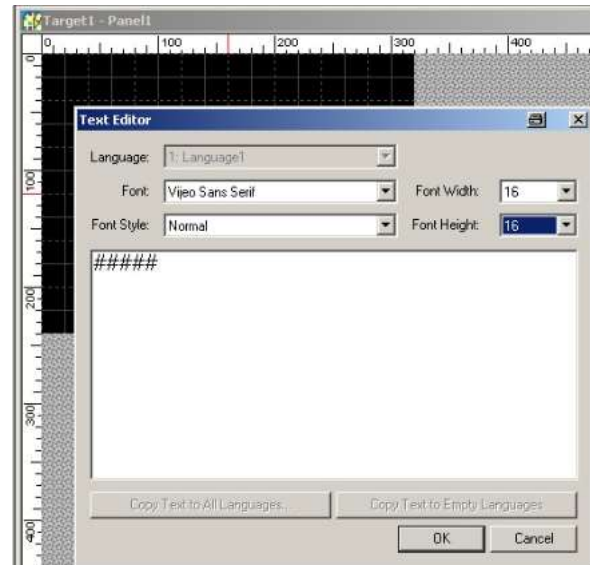 Target1 - Panel1
0 100 200 300 400
0
100
200
300
400
Text Editor
Language: 1: Language1
Font: Vijeo Sans Serif Font Width: 16
Font Style: Normal Font Height: 16
#####
Copy Text to All Languages... Copy Text to Empty Languages
OK Cancel